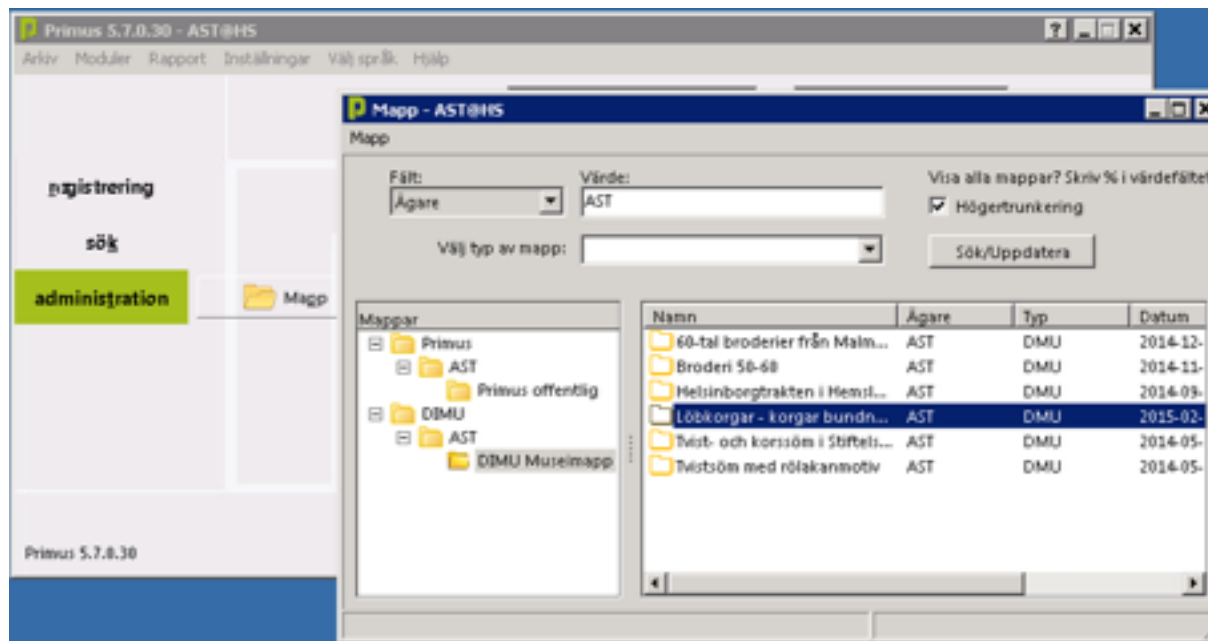 Primus 5.7.0.30 - AST@HS
Arkiv Moduler Rapport Inställningar Välj språk Hjälp
Mapp - AST@HS
Mapp
registrering
sök
administration
Mapp
Fält:
Ägare
Värde:
AST
Visa alla mappar? Skriv % i värdefältet
Högertrunkering
Välj typ av mapp:
Sök/Uppdatera
Mappar
Primus
AST
Primus offentlig
DIMU
AST
DIMU Museimapp
Namn Ägare Typ Datum
60-tal broderier från Malm... AST DMU 2014-12-
Broderi 50-60 AST DMU 2014-11-
Helsinborgtrakten i Hemsl... AST DMU 2014-09-
Löbkorgar - korgar bundn... AST DMU 2015-02-
Tvist- och korssöm i Stiftels... AST DMU 2014-05-
Tvistsöm med rölakanmotiv AST DMU 2014-05-
Primus 5.7.0.30